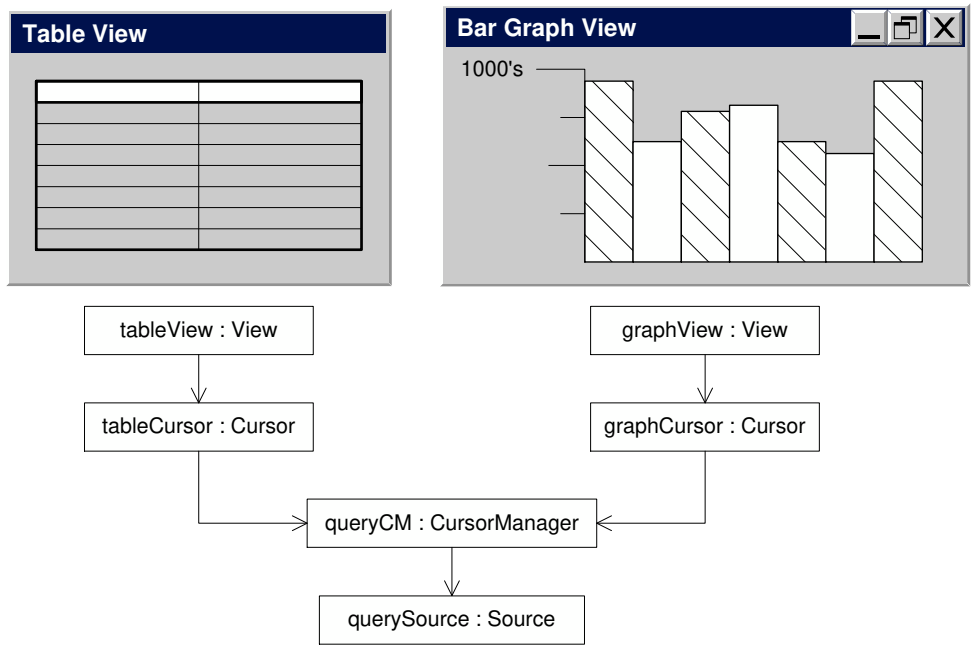 Table View
Bar Graph View
1000's
tableView : View
graphView : View
tableCursor : Cursor
graphCursor : Cursor
queryCM : CursorManager
querySource : Source